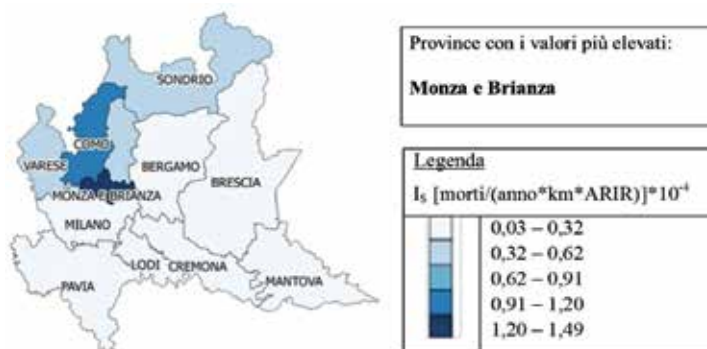 SONDRIO
COMO
VARESE
BERGAMO
BRESCIA
MONZA E BRIANZA
MILANO
LODI
CREMONA
MANTOVA
PAVIA
Province con i valori più elevati:
Monza e Brianza
Legenda
I_S [morti/(anno*km*ARIR)]*10^-4
0,03 – 0,32
0,32 – 0,62
0,62 – 0,91
0,91 – 1,20
1,20 – 1,49